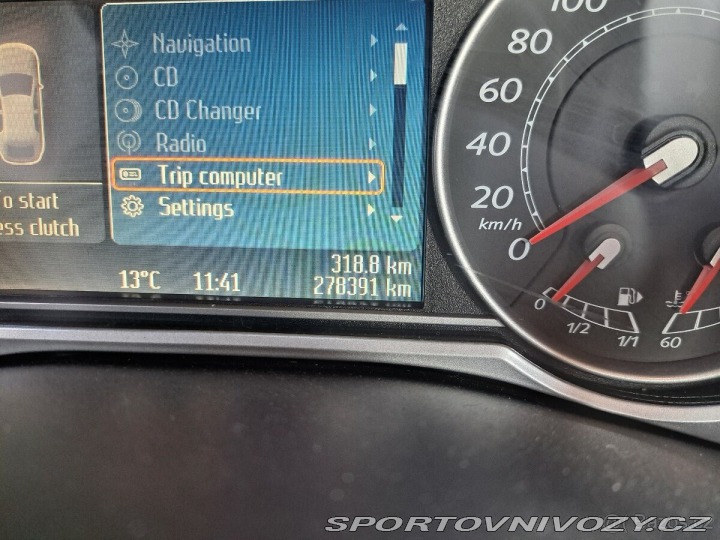 Navigation
CD
CD Changer
Radio
Trip computer
Settings
To start
ess clutch
318.8 km
13°C 11:41 278391 km
100
80
60
40
20
km/h
0
0 1/2 1/1
60
SPORTOVNIVOZY.CZ